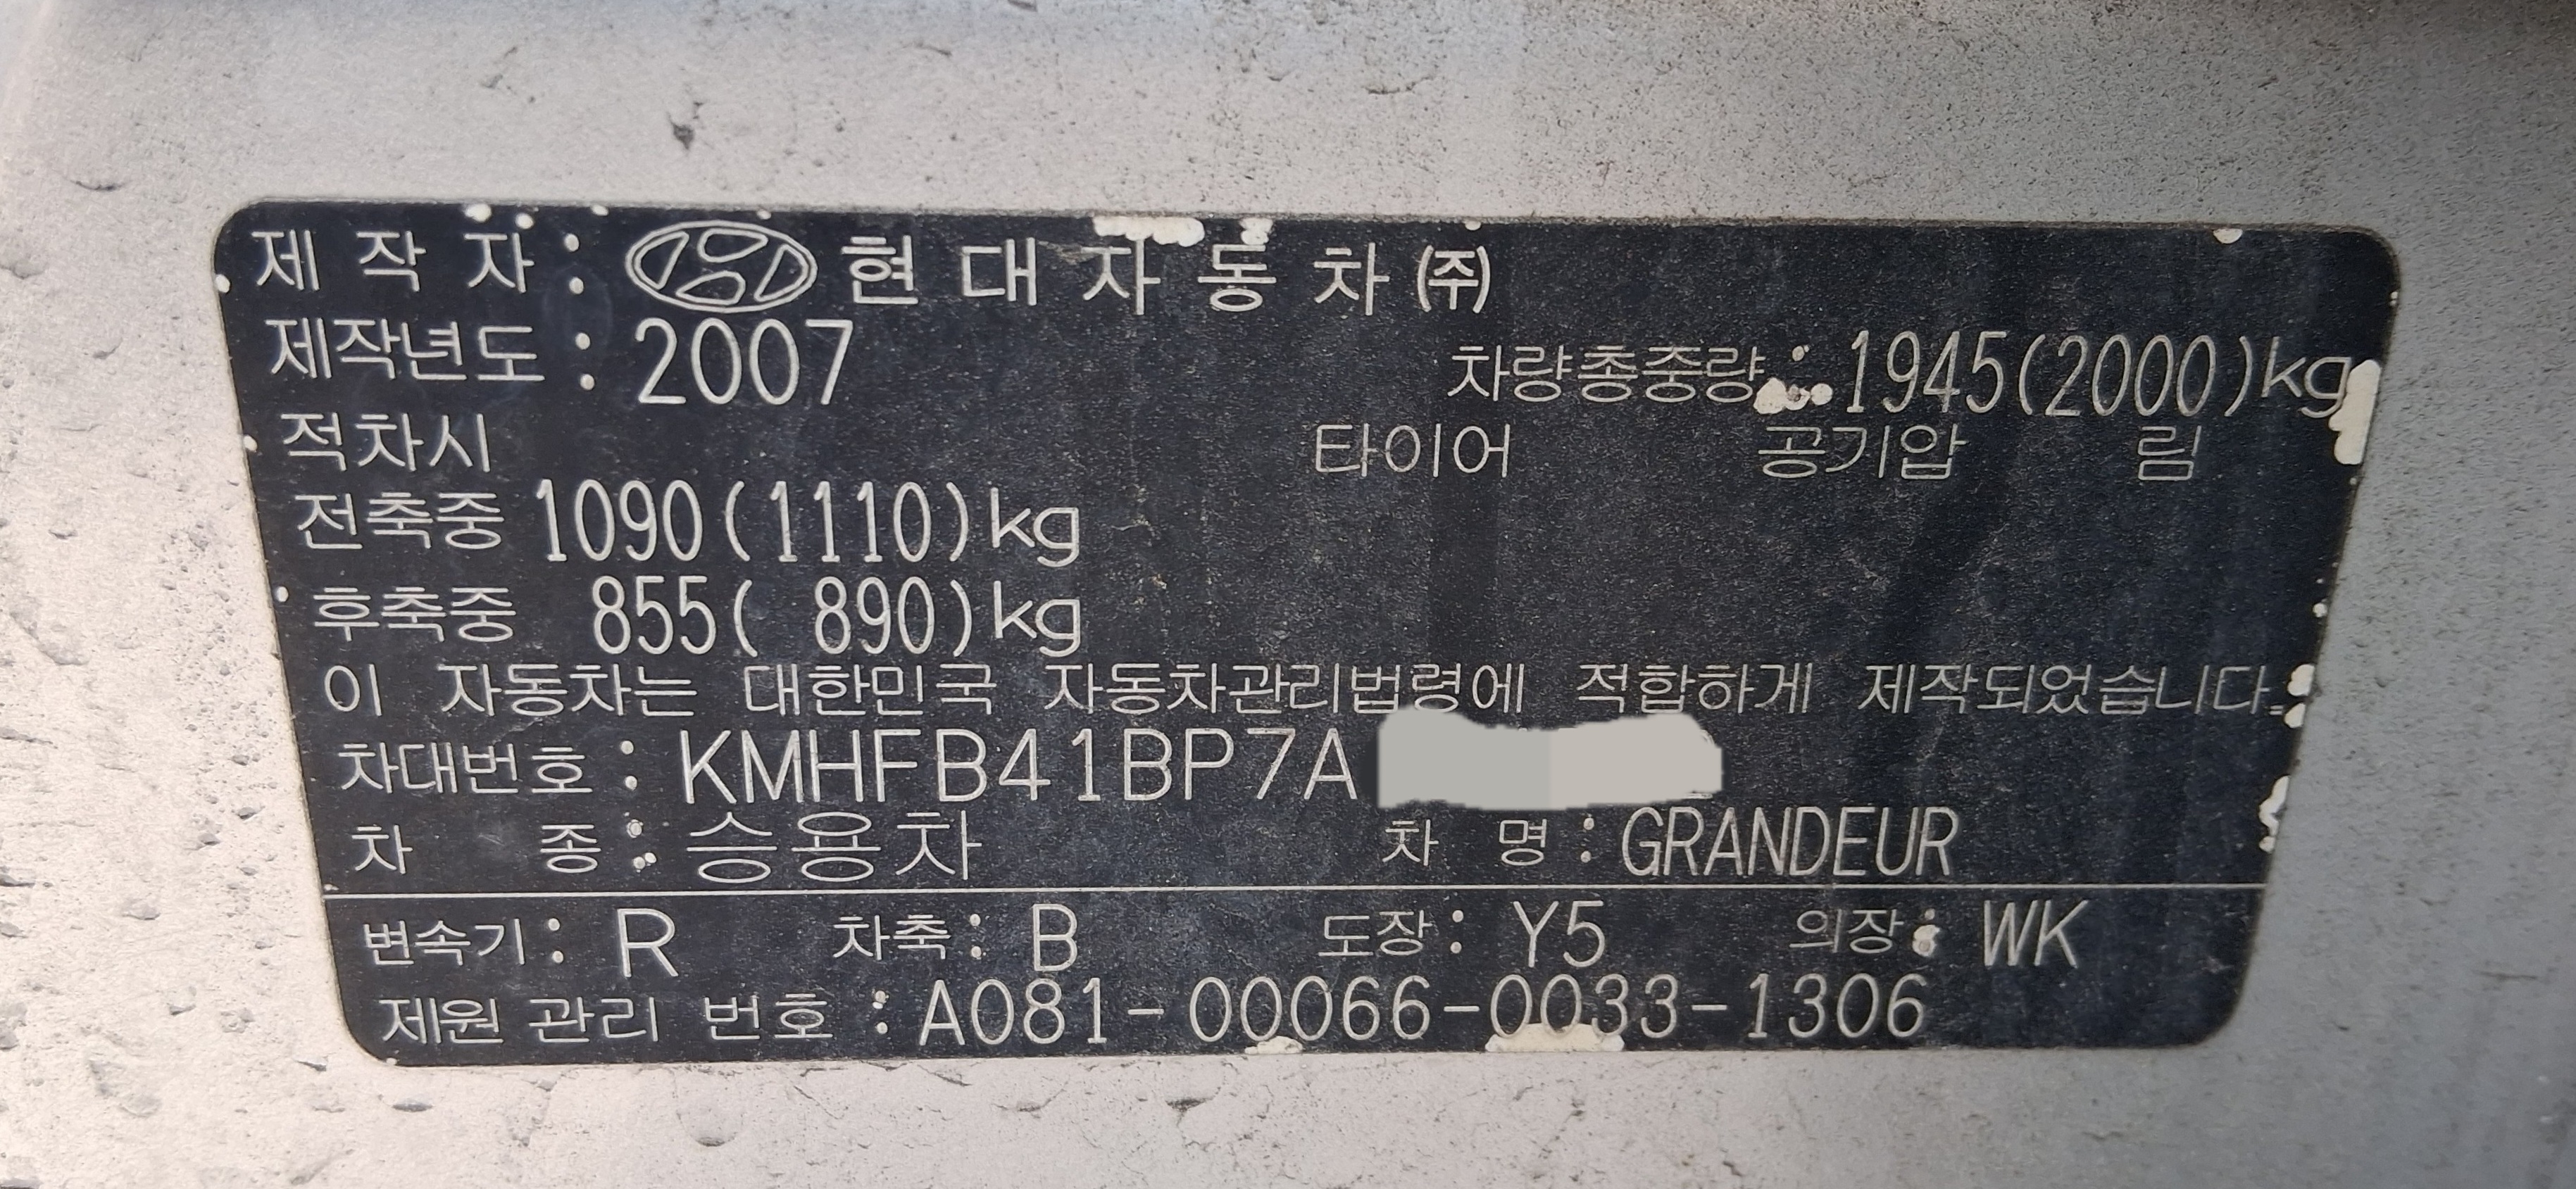 제 작 자 : 현 대 자 동 차 ㈜
제작년도 : 2007 차량총중량 : 1945(2000)kg
적차시 타이어 공기압 림
전축중 1090(1110)kg
후축중 855( 890)kg
이 자동차는 대한민국 자동차관리법령에 적합하게 제작되었습니다.
차대번호 : KMHFB41BP7A
차 종 : 승용차 차 명 : GRANDEUR
변속기 : R 차축 : B 도장 : Y5 의장 : WK
제원 관리 번호 : A081-00066-0033-1306